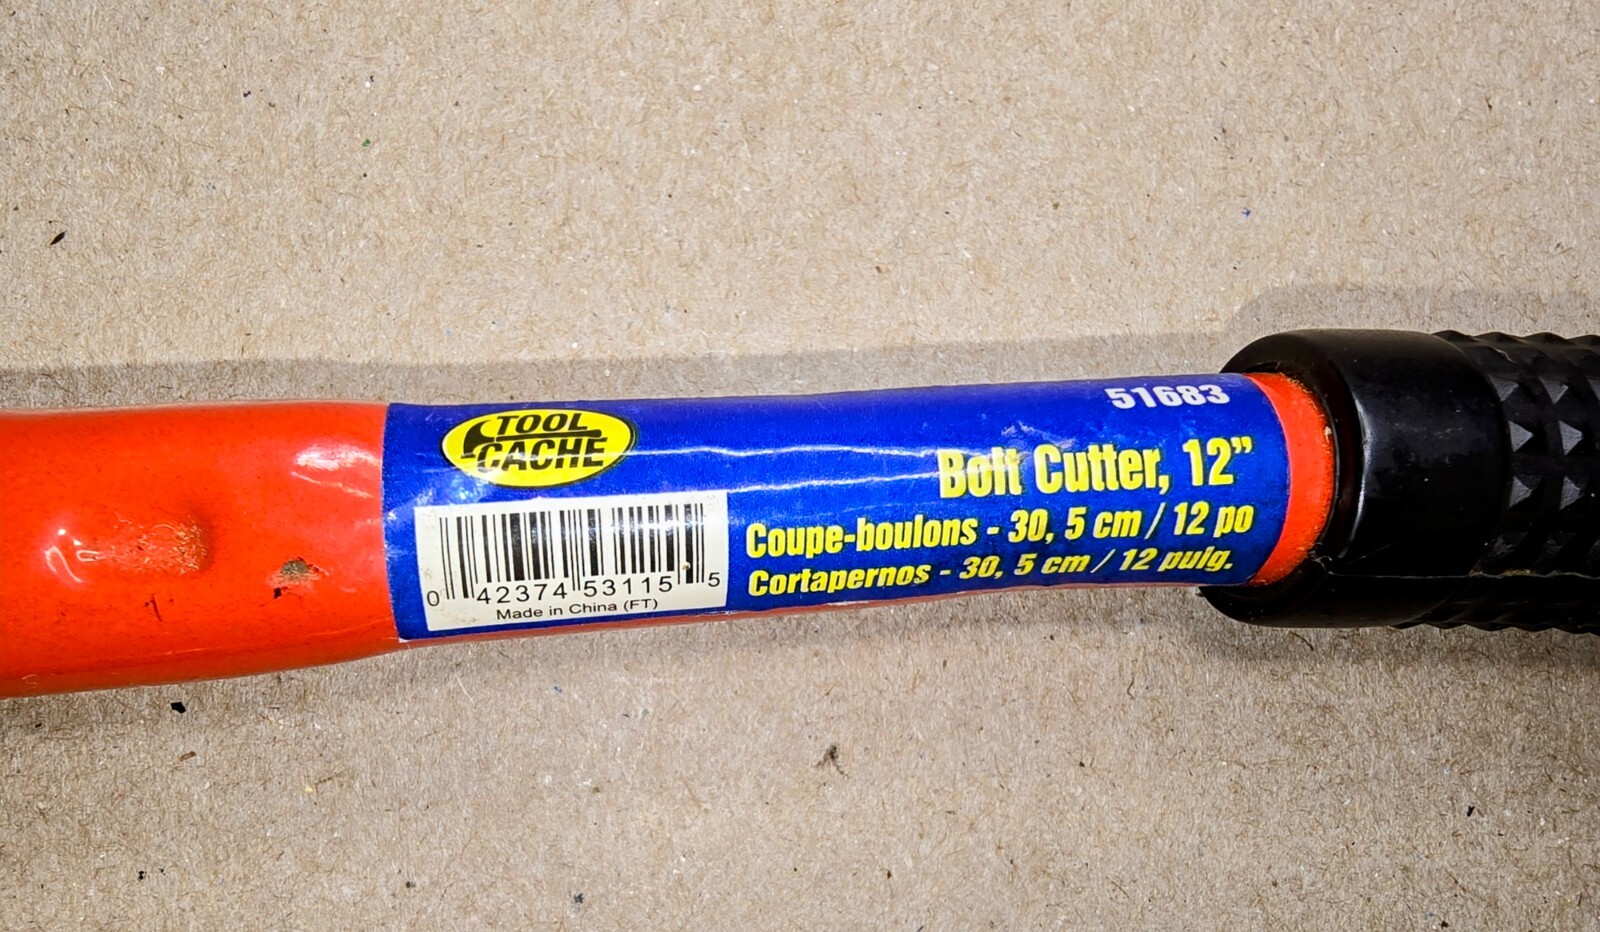 TOOL
CACHE
51683
Bolt Cutter, 12”
Coupe-boulons - 30, 5 cm / 12 po
Cortapernos - 30, 5 cm / 12 pulg.
0 42374 53115 5
Made in China (FT)